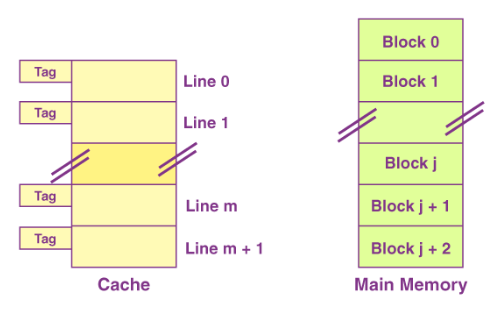 Tag
Line 0
Tag
Line 1
Tag
Line m
Tag
Line m + 1
Cache
Block 0
Block 1
Block j
Block j + 1
Block j + 2
Main Memory